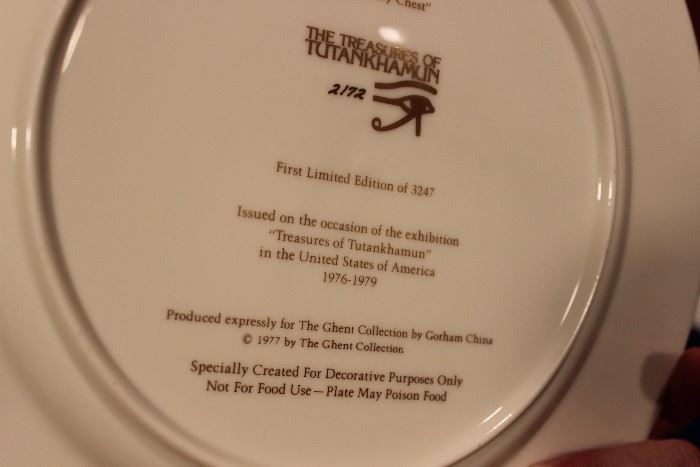 Chest"
THE TREASURES OF
TUTANKHAMUN
2172
First Limited Edition of 3247
Issued on the occasion of the exhibition
"Treasures of Tutankhamun"
in the United States of America
1976-1979
Produced expressly for The Ghent Collection by Gorham China
© 1977 by The Ghent Collection
Specially Created For Decorative Purposes Only
Not For Food Use—Plate May Poison Food